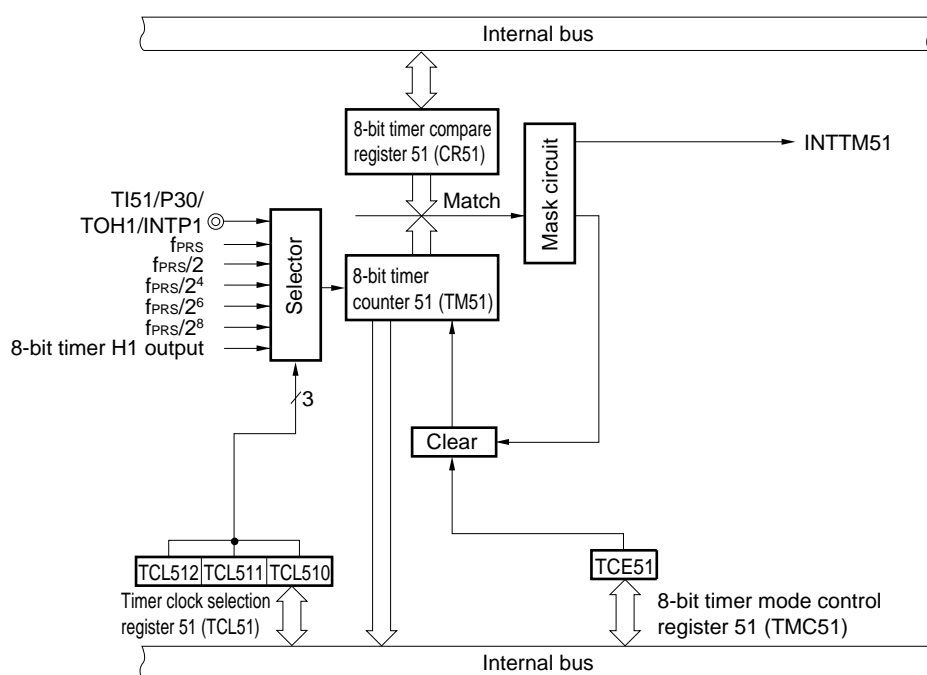 Internal bus
8-bit timer compare
register 51 (CR51)
Mask circuit
INTTM51
Match
TI51/P30/
TOH1/INTP1
fPRS
fPRS/2
fPRS/2⁴
fPRS/2⁶
fPRS/2⁸
8-bit timer H1 output
Selector
8-bit timer
counter 51 (TM51)
3
Clear
TCL512 TCL511 TCL510
Timer clock selection
register 51 (TCL51)
TCE51
8-bit timer mode control
register 51 (TMC51)
Internal bus